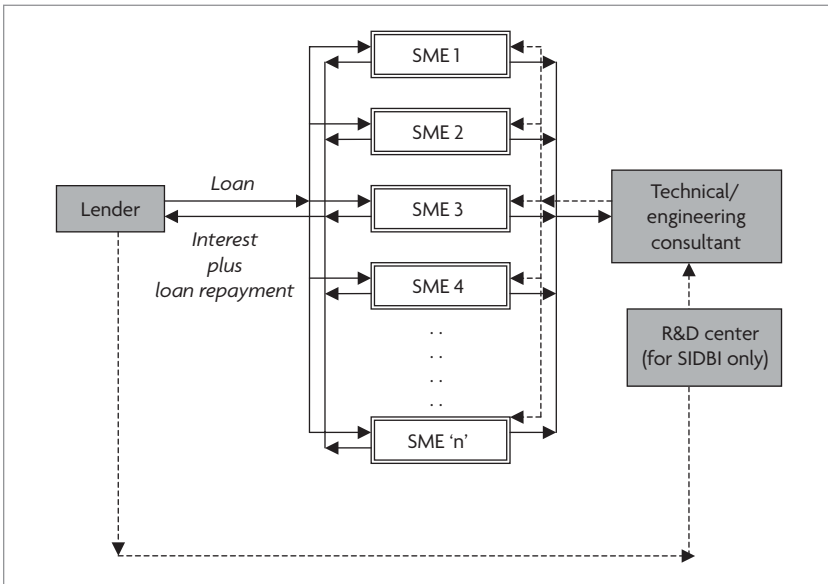 SME 1
SME 2
Loan
Lender
SME 3
Technical/
engineering
consultant
Interest
plus
loan repayment
SME 4
. .
. .
. .
. .
R&D center
(for SIDBI only)
SME ‘n’